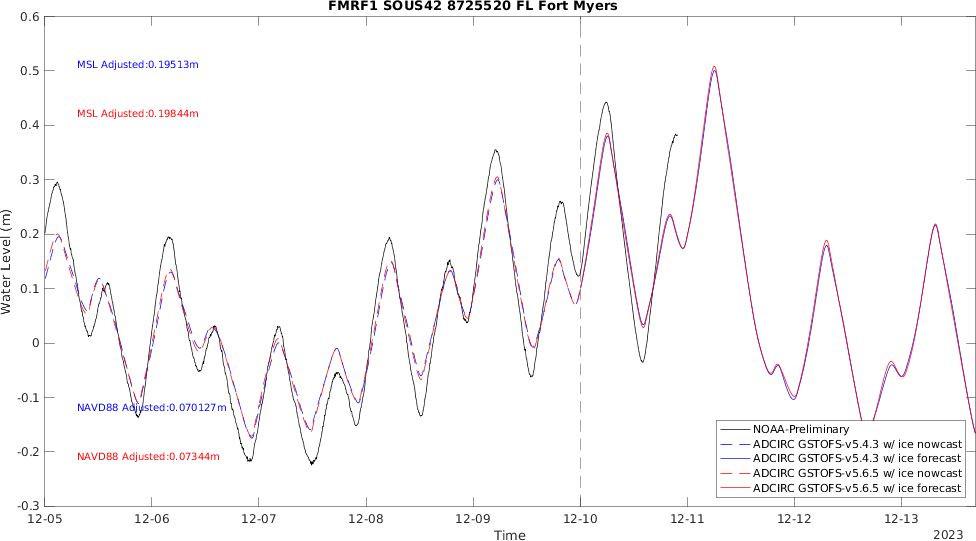 FMRF1 SOUS42 8725520 FL Fort Myers
0.6
0.5
0.4
0.3
0.2
0.1
0
-0.1
-0.2
-0.3
Water Level (m)
MSL Adjusted:0.19513m
MSL Adjusted:0.19844m
NAVD88 Adjusted:0.070127m
NAVD88 Adjusted:0.07344m
NOAA-Preliminary
ADCIRC GSTOFS-v5.4.3 w/ ice nowcast
ADCIRC GSTOFS-v5.4.3 w/ ice forecast
ADCIRC GSTOFS-v5.6.5 w/ ice nowcast
ADCIRC GSTOFS-v5.6.5 w/ ice forecast
12-05 12-06 12-07 12-08 12-09 12-10 12-11 12-12 12-13
Time
2023